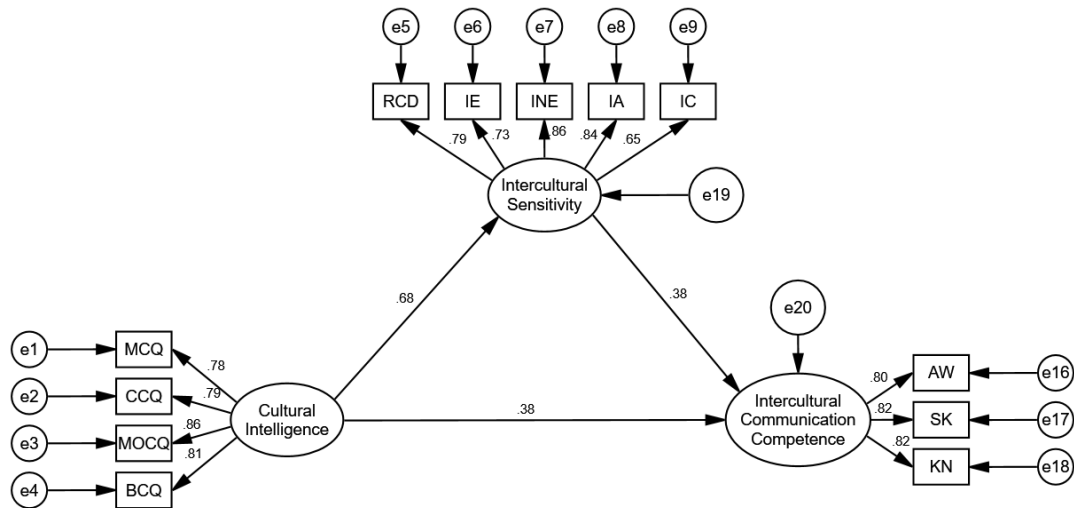 e5
e6
e7
e8
e9
RCD
IE
INE
IA
IC
.79
.73
.86
.84
.65
Intercultural
Sensitivity
e19
.68
.38
e20
e1
MCQ
.78
e2
CCQ
.79
e3
MOCQ
.86
e4
BCQ
.81
Cultural
Intelligence
.38
Intercultural
Communication
Competence
.80
AW
e16
.82
SK
e17
.82
KN
e18